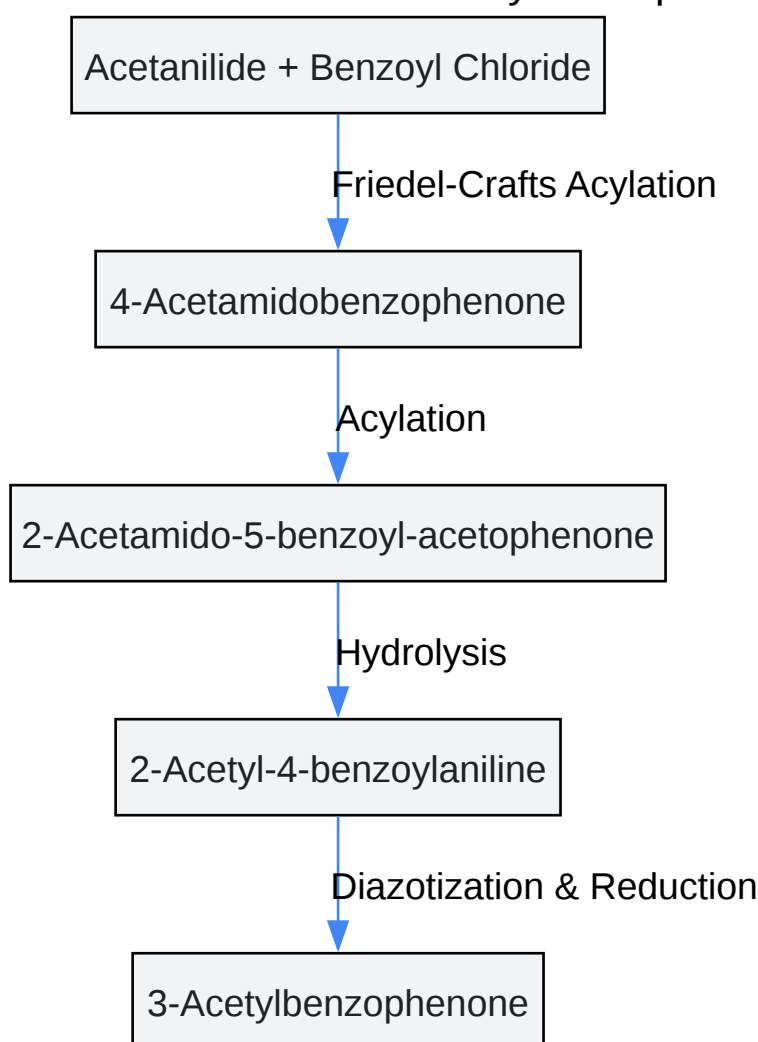 Acetanilide + Benzoyl Chloride
Friedel-Crafts Acylation
4-Acetamidobenzophenone
Acylation
2-Acetamido-5-benzoyl-acetophenone
Hydrolysis
2-Acetyl-4-benzoylaniline
Diazotization & Reduction
3-Acetylbenzophenone